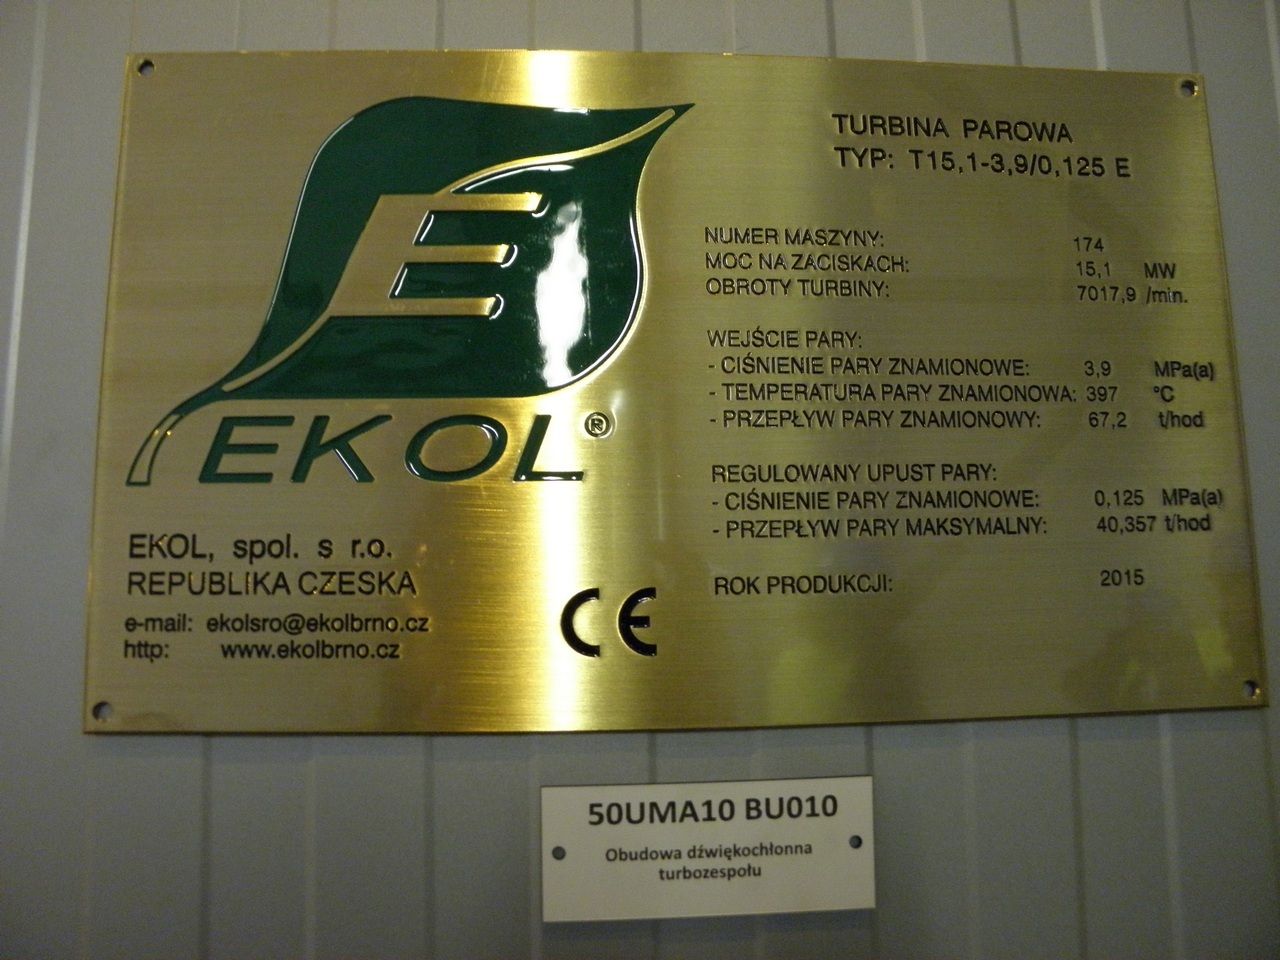 E
EKOL®
EKOL, spol. s r.o.
REPUBLIKA CZESKA
e-mail: ekolsro@ekolbrno.cz
http: www.ekolbrno.cz
CE
TURBINA PAROWA
TYP: T15,1-3,9/0,125 E
NUMER MASZYNY: 174
MOC NA ZACISKACH: 15,1 MW
OBROTY TURBINY: 7017,9 /min.
WEJŚCIE PARY:
- CIŚNIENIE PARY ZNAMIONOWE: 3,9 MPa(a)
- TEMPERATURA PARY ZNAMIONOWA: 397 °C
- PRZEPŁYW PARY ZNAMIONOWY: 67,2 t/hod
REGULOWANY UPUST PARY:
- CIŚNIENIE PARY ZNAMIONOWE: 0,125 MPa(a)
- PRZEPŁYW PARY MAKSYMALNY: 40,357 t/hod
ROK PRODUKCJI: 2015
50UMA10 BU010
Obudowa dźwiękochłonna
turbozespołu